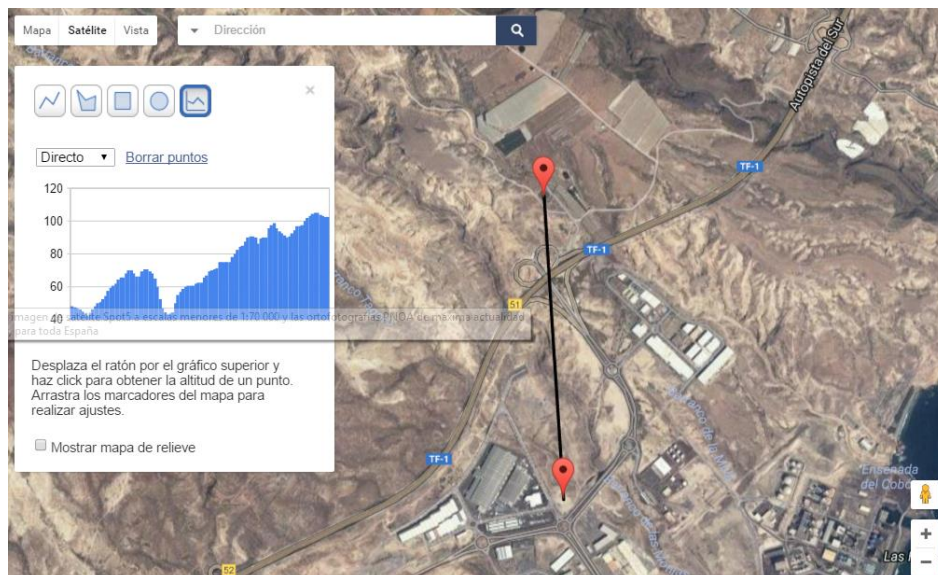 Mapa Satélite Vista
Dirección
Directo
Borrar puntos
120
100
80
60
40
Imagen de satélite Spot5 a escalas menores de 1:70 000 y las ortofotografías PNOA de máxima actualidad
para toda España
Desplaza el ratón por el gráfico superior y
haz click para obtener la altitud de un punto.
Arrastra los marcadores del mapa para
realizar ajustes.
Mostrar mapa de relieve
Autopista del Sur
TF-1
TF-1
51
TF-1
52
Ensenada
del Cobo
Las